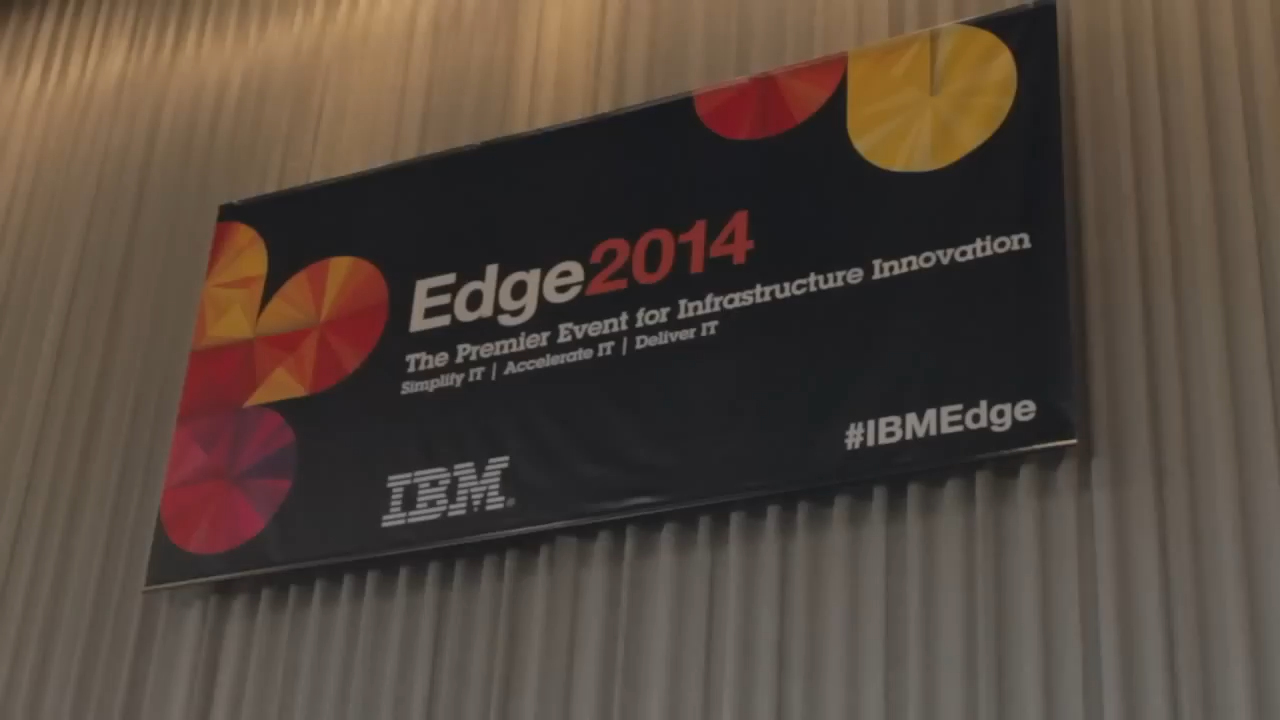 Edge2014
The Premier Event for Infrastructure Innovation
Simplify IT | Accelerate IT | Deliver IT
#IBMEdge
IBM®